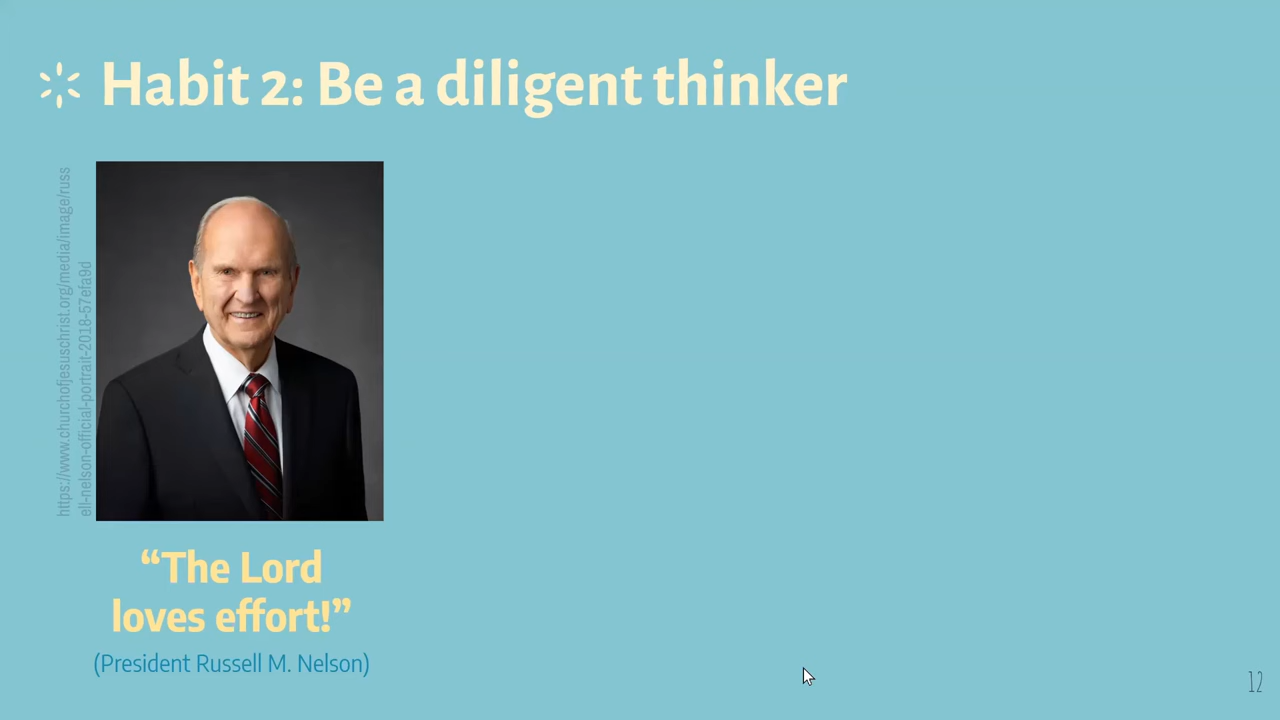 Habit 2: Be a diligent thinker
https://www.churchofjesuschrist.org/media/image/russ
ell-nelson-official-portrait-2018-57efa9d
“The Lord
loves effort!”
(President Russell M. Nelson)
12